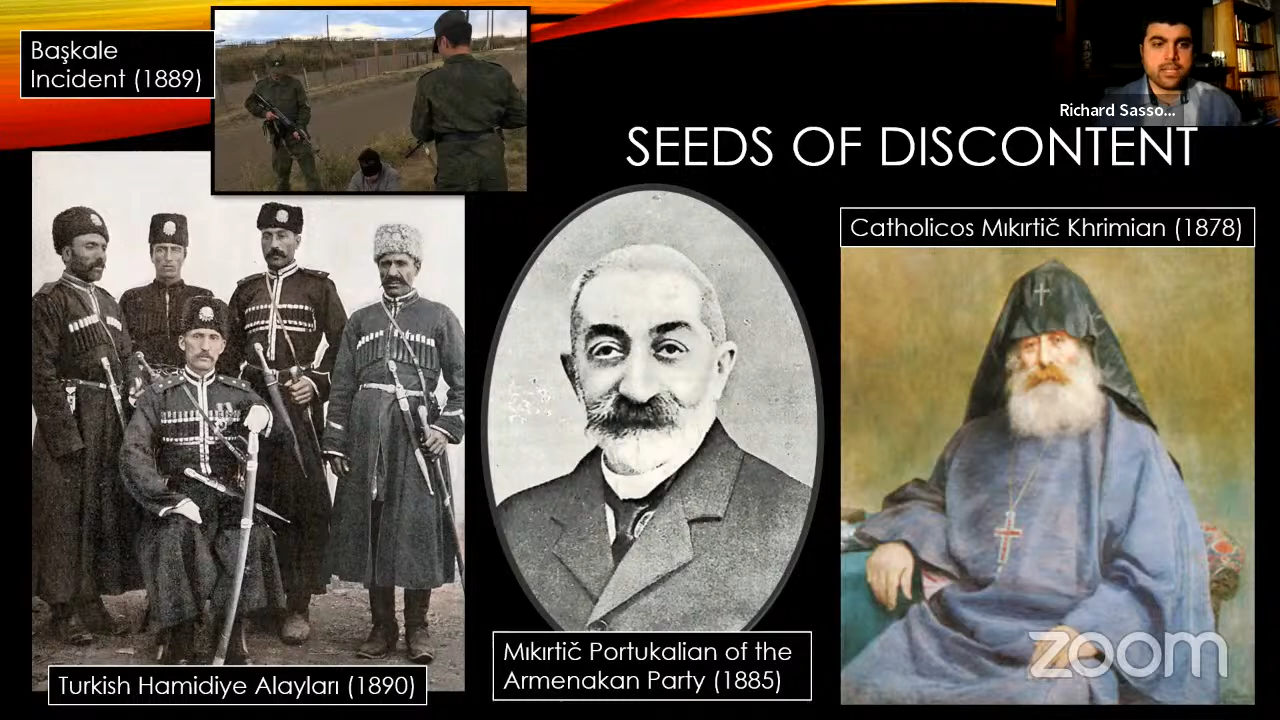 Başkale
Incident (1889)
Richard Sasso...
SEEDS OF DISCONTENT
Catholicos Mıkırtič Khrimian (1878)
Mıkırtič Portukalian of the
Armenakan Party (1885)
Turkish Hamidiye Alayları (1890)
zoom